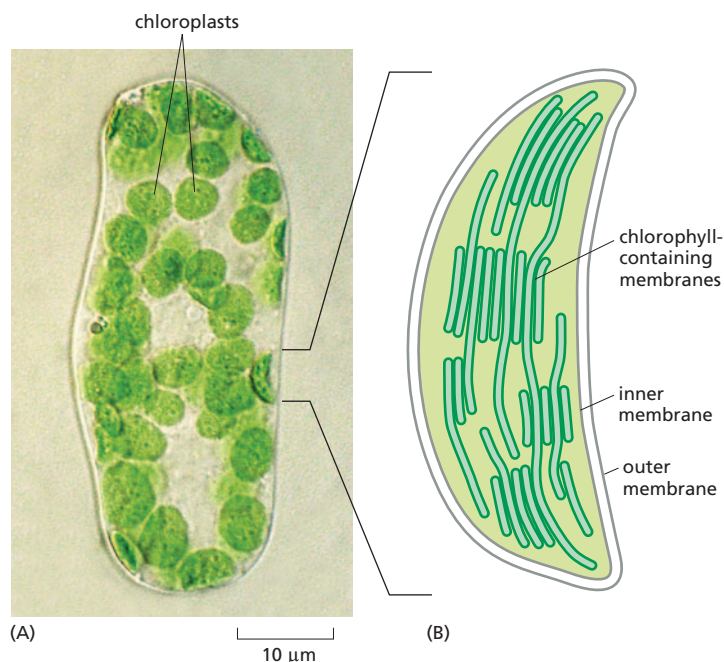 chloroplasts
chlorophyll-
containing
membranes
inner
membrane
outer
membrane
(A)
10 µm
(B)